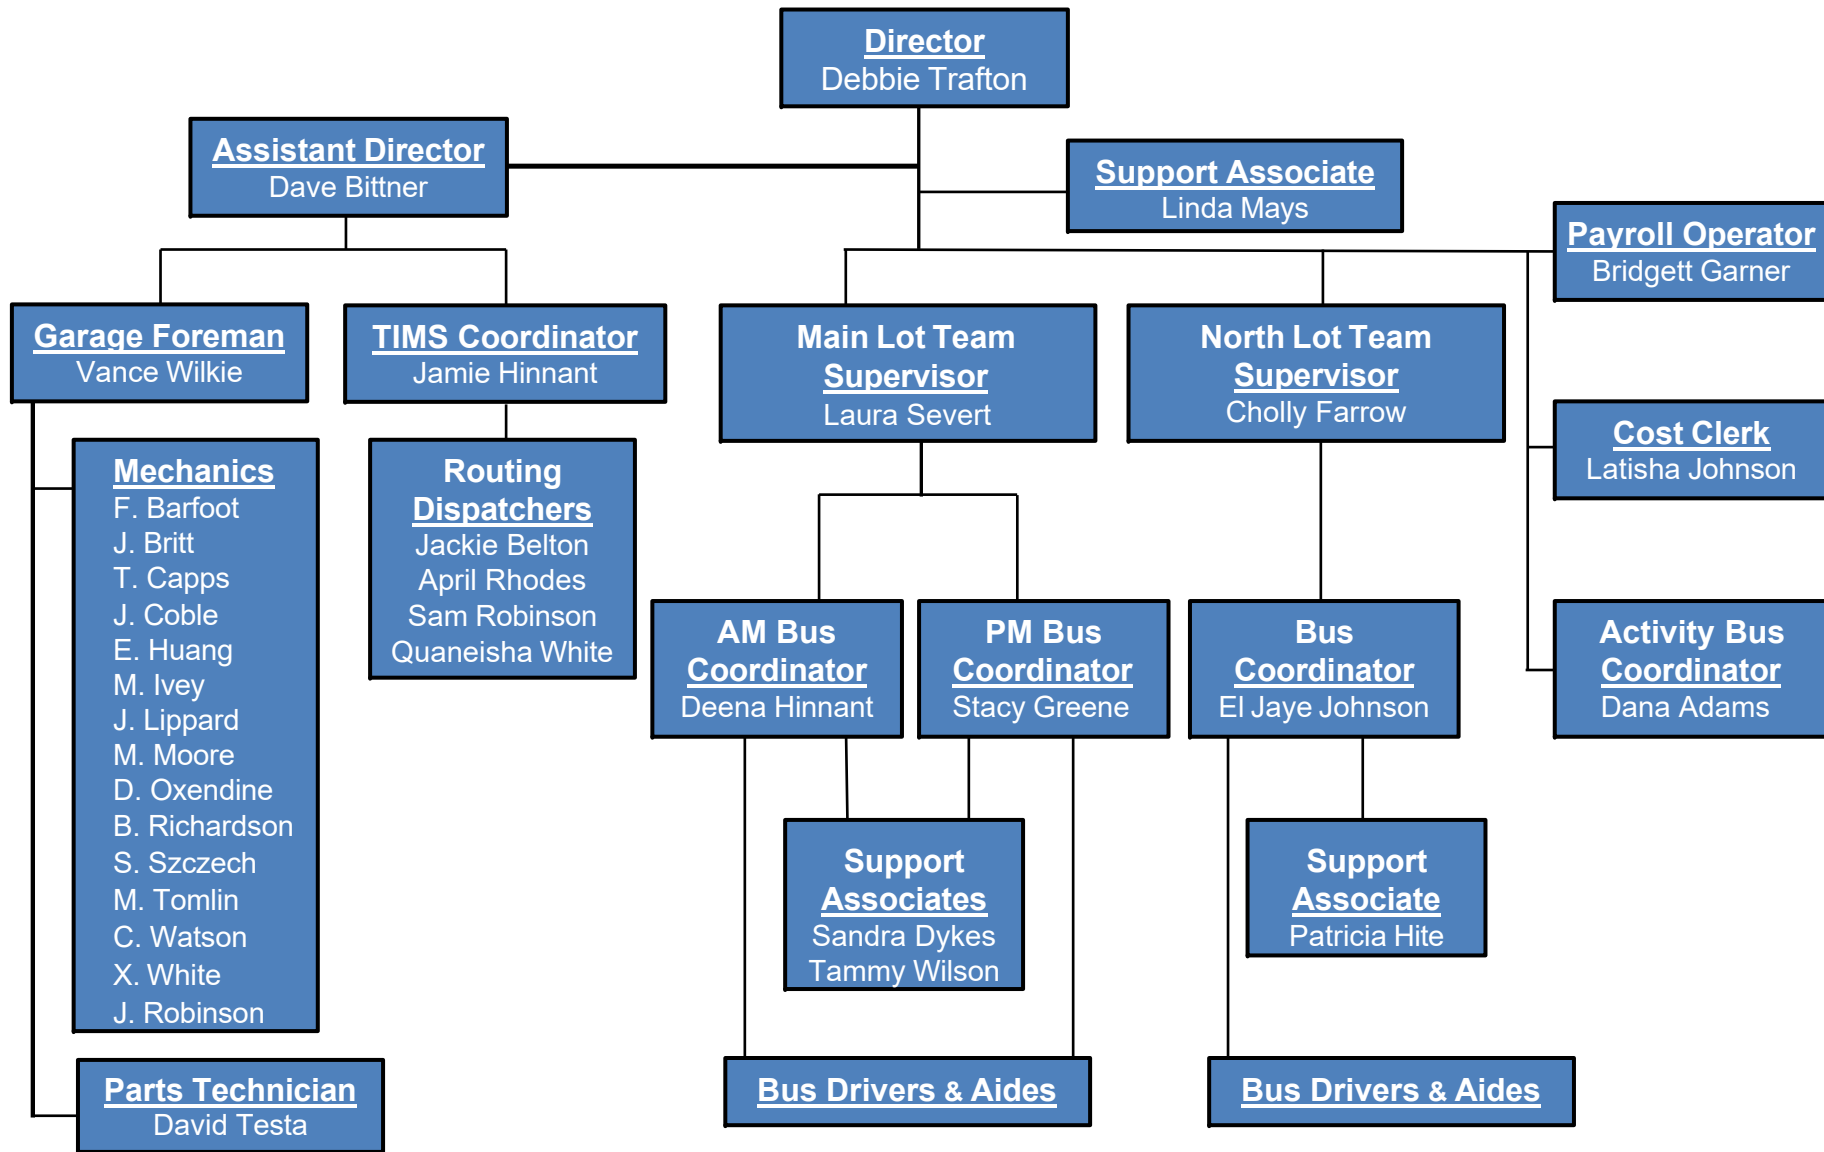 Director
Debbie Trafton
Assistant Director
Dave Bittner
Support Associate
Linda Mays
Payroll Operator
Bridgett Garner
Garage Foreman
Vance Wilkie
TIMS Coordinator
Jamie Hinnant
Main Lot Team
Supervisor
Laura Severt
North Lot Team
Supervisor
Cholly Farrow
Cost Clerk
Latisha Johnson
Mechanics
F. Barfoot
J. Britt
T. Capps
J. Coble
E. Huang
M. Ivey
J. Lippard
M. Moore
D. Oxendine
B. Richardson
S. Szczech
M. Tomlin
C. Watson
X. White
J. Robinson
Routing
Dispatchers
Jackie Belton
April Rhodes
Sam Robinson
Quaneisha White
AM Bus
Coordinator
Deena Hinnant
PM Bus
Coordinator
Stacy Greene
Bus
Coordinator
El Jaye Johnson
Activity Bus
Coordinator
Dana Adams
Support
Associates
Sandra Dykes
Tammy Wilson
Support
Associate
Patricia Hite
Parts Technician
David Testa
Bus Drivers & Aides
Bus Drivers & Aides